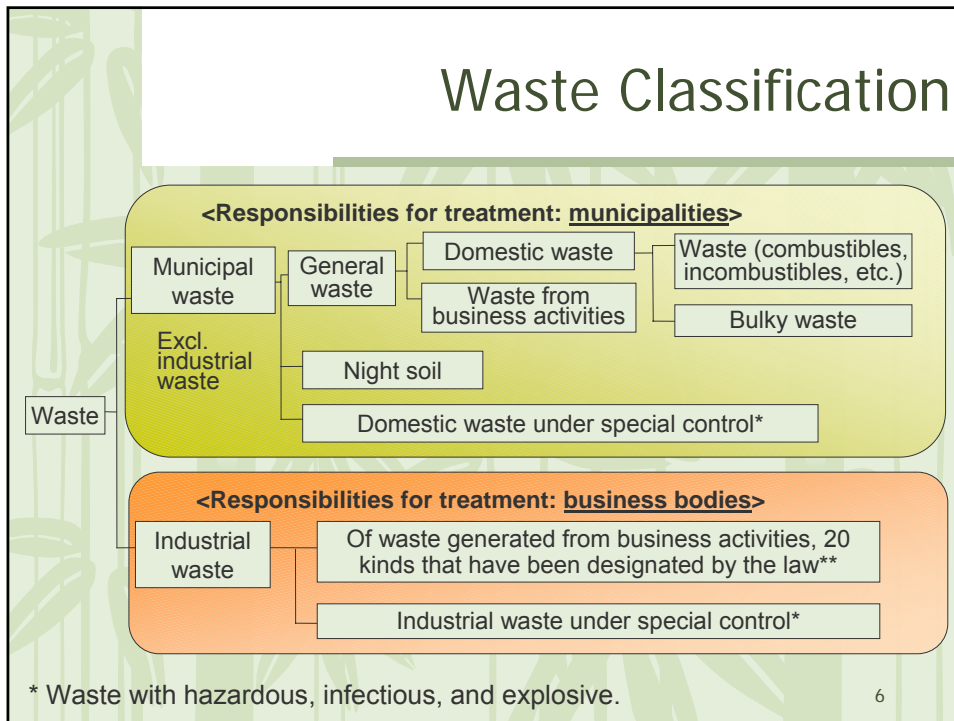 Waste Classification
<Responsibilities for treatment: municipalities>
Municipal
waste
General
waste
Domestic waste
Waste (combustibles,
incombustibles, etc.)
Waste from
business activities
Bulky waste
Excl.
industrial
waste
Night soil
Waste
Domestic waste under special control*
<Responsibilities for treatment: business bodies>
Industrial
waste
Of waste generated from business activities, 20
kinds that have been designated by the law**
Industrial waste under special control*
* Waste with hazardous, infectious, and explosive.
6